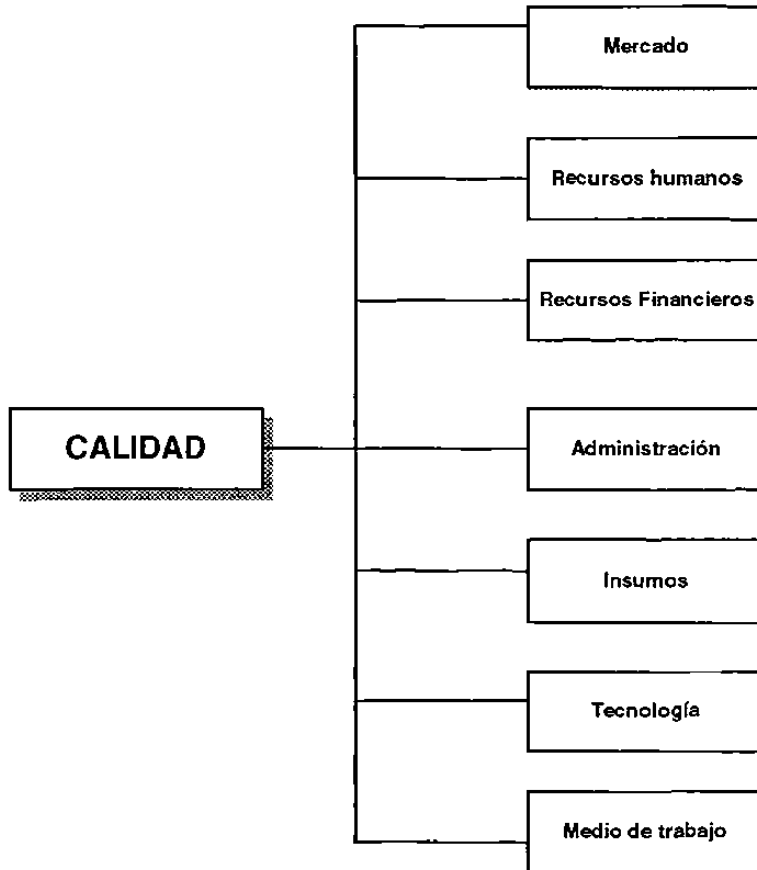 Mercado
Recursos humanos
Recursos Financieros
CALIDAD
Administración
Insumos
Tecnología
Medio de trabajo